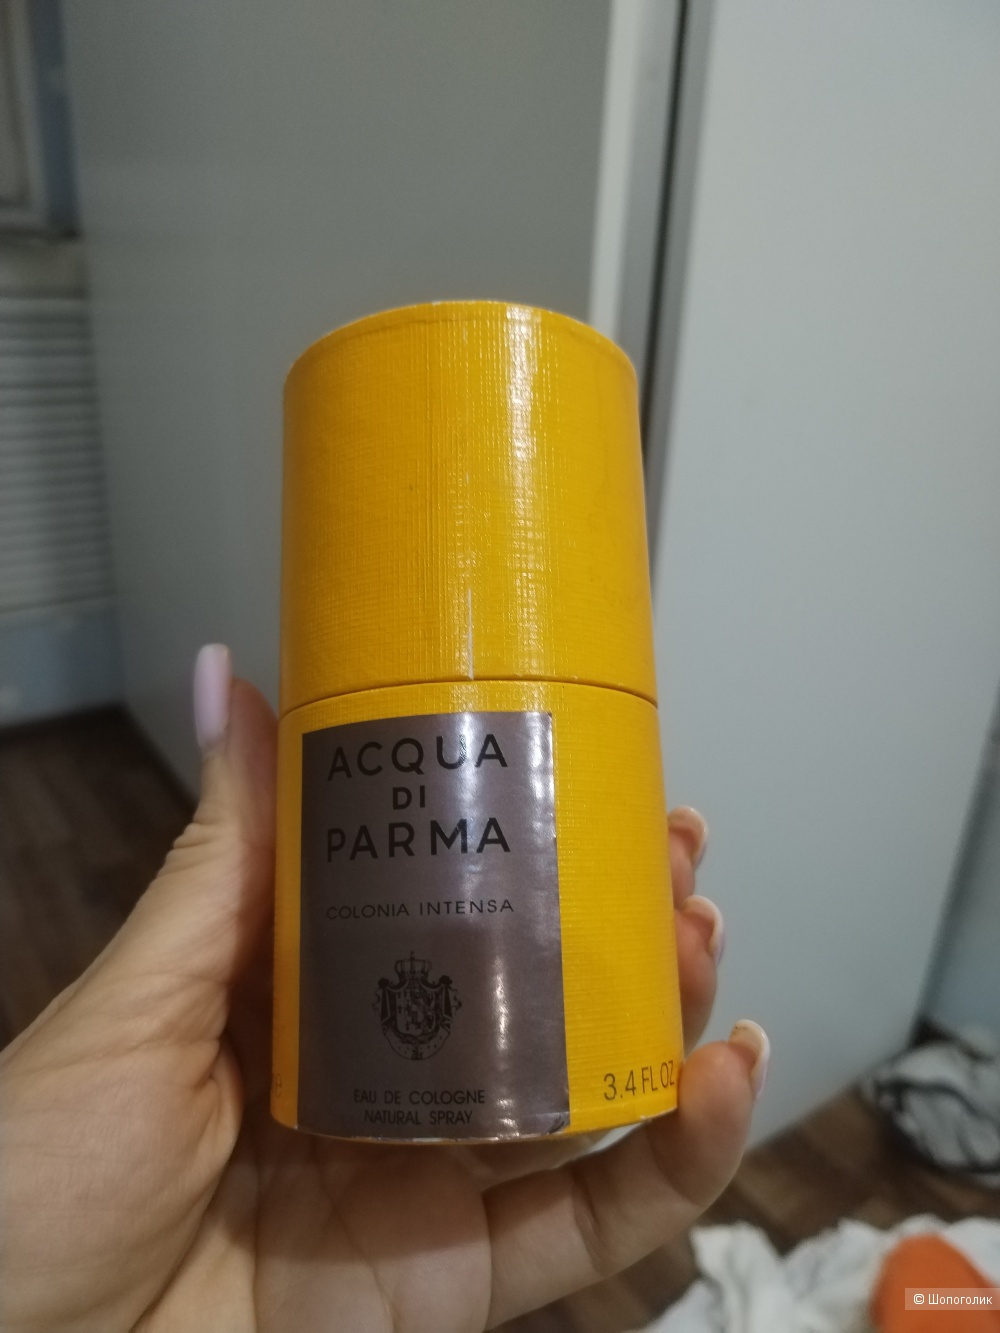 ACQUA
DI
PARMA
COLONIA INTENSA
EAU DE COLOGNE
NATURAL SPRAY
3.4 FL OZ
© Шопоголик